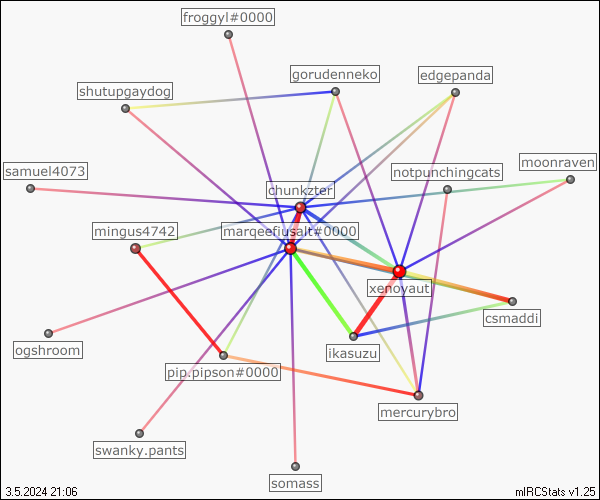 froggyl#0000
gorudenneko
edgepanda
shutupgaydog
moonraven
samuel4073
notpunchingcats
chunkzter
mingus4742
marqeefiusalt#0000
xenovaut
csmaddi
ogshroom
ikasuzu
pip.pipson#0000
mercurybro
swanky.pants
somass
3.5.2024 21:06
mIRCStats v1.25